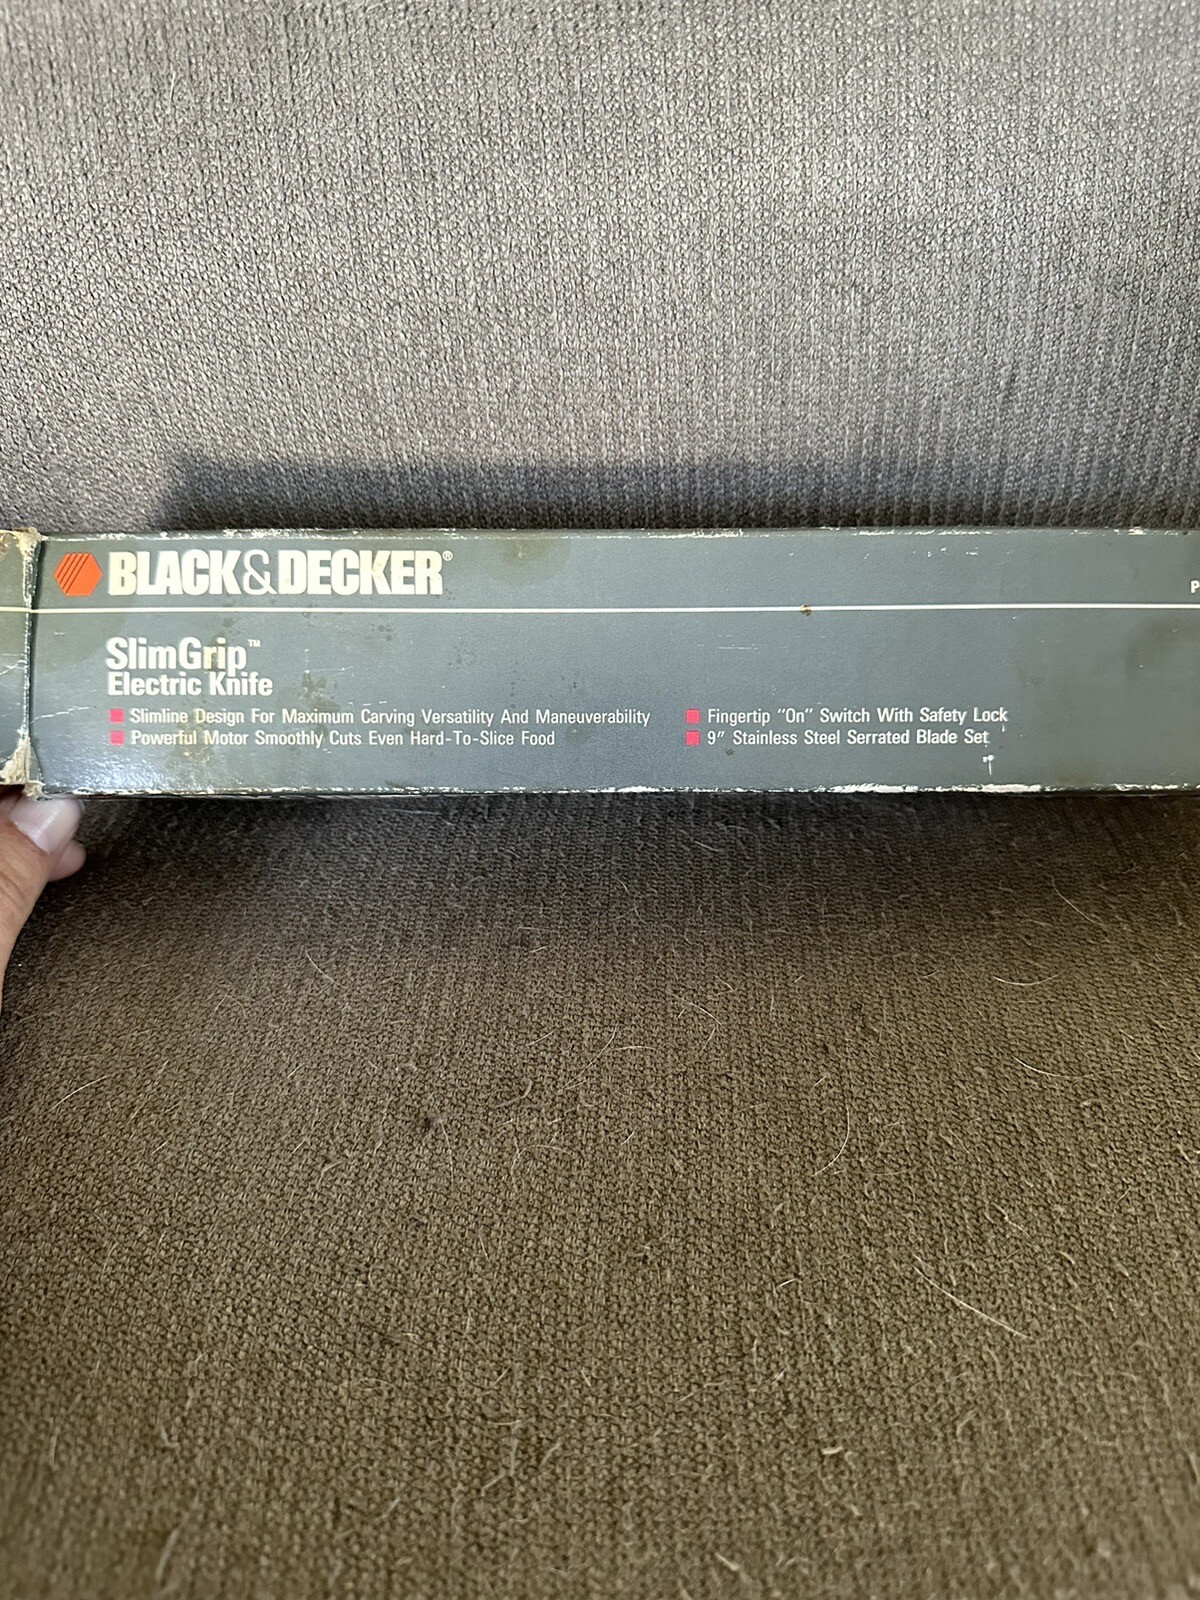 BLACK&DECKER®
P
SlimGrip™
Electric Knife
Slimline Design For Maximum Carving Versatility And Maneuverability
Powerful Motor Smoothly Cuts Even Hard-To-Slice Food
Fingertip "On" Switch With Safety Lock
9" Stainless Steel Serrated Blade Set